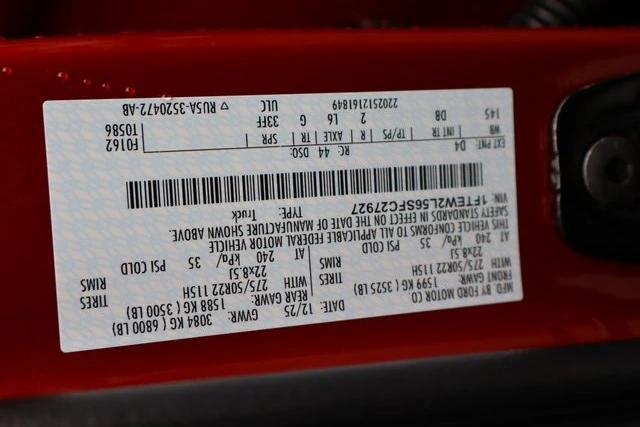 MFD. BY FORD MOTOR CO. DATE: 12/25 GVWR: 3084 KG ( 6800 LB)
FRONT GAWR: 1599 KG ( 3525 LB) REAR GAWR: 1588 KG ( 3500 LB)
WITH 275/50R22 115H TIRES WITH 275/50R22 115H TIRES
22x8.5J RIMS 22x8.5J RIMS
AT 240 kPa/ 35 PSI COLD AT 240 kPa/ 35 PSI COLD
THIS VEHICLE CONFORMS TO ALL APPLICABLE FEDERAL MOTOR VEHICLE
SAFETY STANDARDS IN EFFECT ON THE DATE OF MANUFACTURE SHOWN ABOVE.
VIN: 1FTEW2L56SFC27927 TYPE: Truck
EXT PNT: D4 RC: 44 DSO: F0162
WB INT TR TP/PS R AXLE TR SPR T0586
145 DB 2 L6 G 33FF
2202512161849 ULC ▽ RU5A-3520472-AB